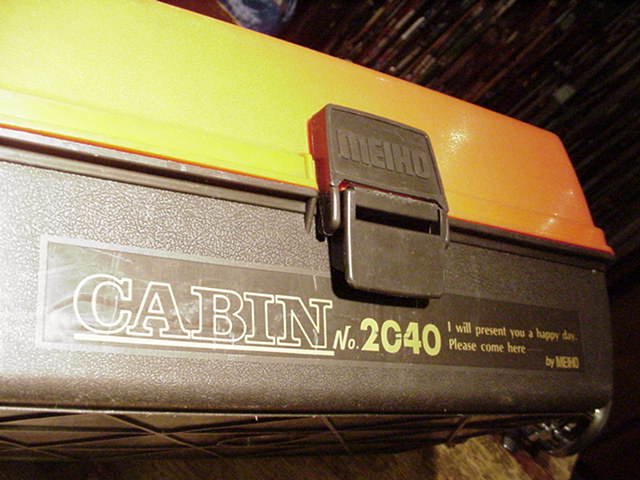 MEIHO
CABIN No. 2040
I will present you a happy day.
Please come here
by MEIHO